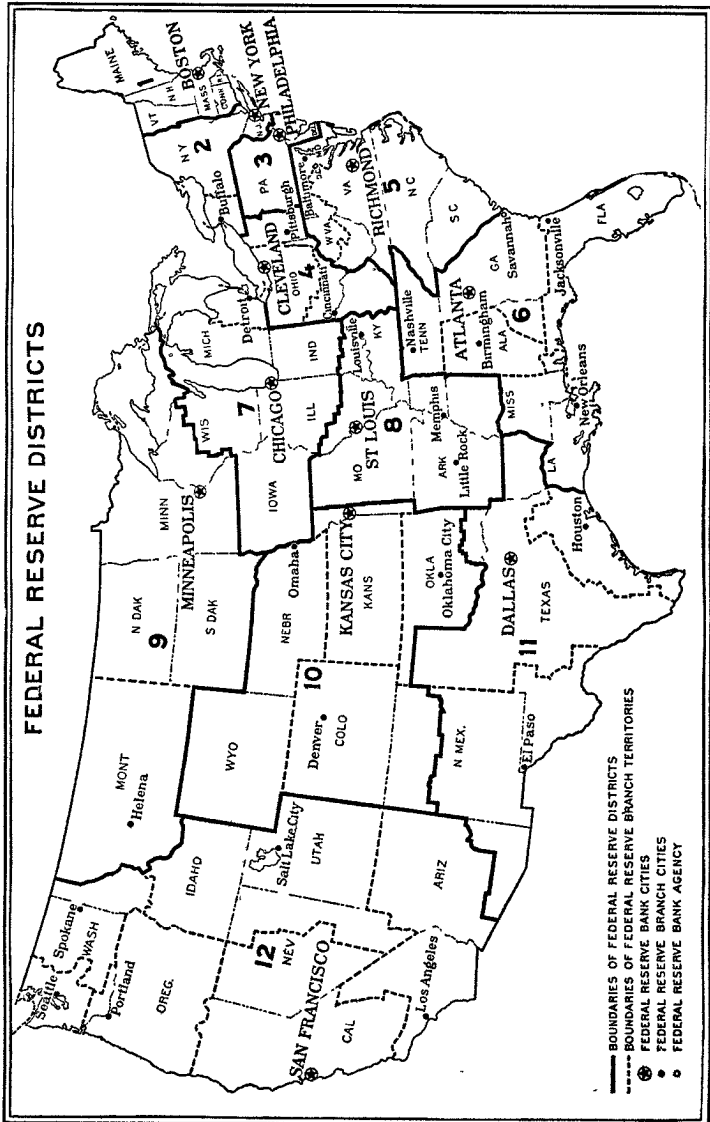 FEDERAL RESERVE DISTRICTS
MAINE
1
VT
N H
BOSTON
MASS
CONN
R I
NY
2
NEW YORK
Buffalo
N J
PHILADELPHIA
PA
3
Pittsburgh
CLEVELAND
OHIO
4
Cincinnati
W VA
Baltimore
MD
DEL
VA
RICHMOND
5
N C
S C
MICH
Detroit
WIS
7
CHICAGO
IND
ILL
IOWA
Louisville
KY
MO
ST LOUIS
8
Memphis
ARK
Little Rock
Nashville
TENN
ATLANTA
Birmingham
ALA
GA
Savannah
6
Jacksonville
FLA
MISS
New Orleans
LA
MINN
MINNEAPOLIS
N DAK
9
S DAK
MONT
Helena
NEBR
Omaha
KANSAS CITY
KANS
10
WYO
Denver
COLO
OKLA
Oklahoma City
DALLAS
TEXAS
11
Houston
El Paso
N MEX.
Seattle
Spokane
WASH
Portland
OREG.
IDAHO
Salt Lake City
UTAH
ARIZ
12
NEV
SAN FRANCISCO
CAL
Los Angeles
BOUNDARIES OF FEDERAL RESERVE DISTRICTS
BOUNDARIES OF FEDERAL RESERVE BRANCH TERRITORIES
FEDERAL RESERVE BANK CITIES
FEDERAL RESERVE BRANCH CITIES
FEDERAL RESERVE BANK AGENCY